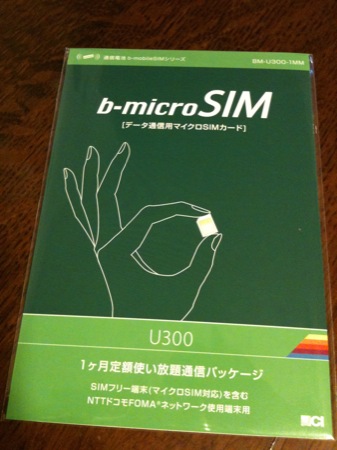 通信電池 b-mobileSIMシリーズ
BM-U300-1MM
b-microSIM
[データ通信用マイクロSIMカード]
U300
1ヶ月定額使い放題通信パッケージ
SIMフリー端末(マイクロSIM対応)を含む
NTTドコモFOMA®ネットワーク使用端末用